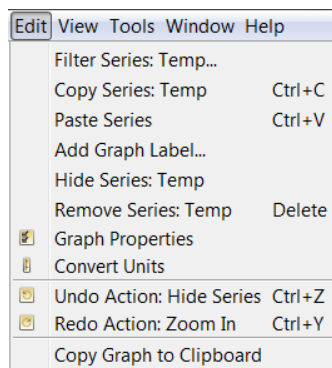 Edit View Tools Window Help
Filter Series: Temp...
Copy Series: Temp Ctrl+C
Paste Series Ctrl+V
Add Graph Label...
Hide Series: Temp
Remove Series: Temp Delete
Graph Properties
Convert Units
Undo Action: Hide Series Ctrl+Z
Redo Action: Zoom In Ctrl+Y
Copy Graph to Clipboard